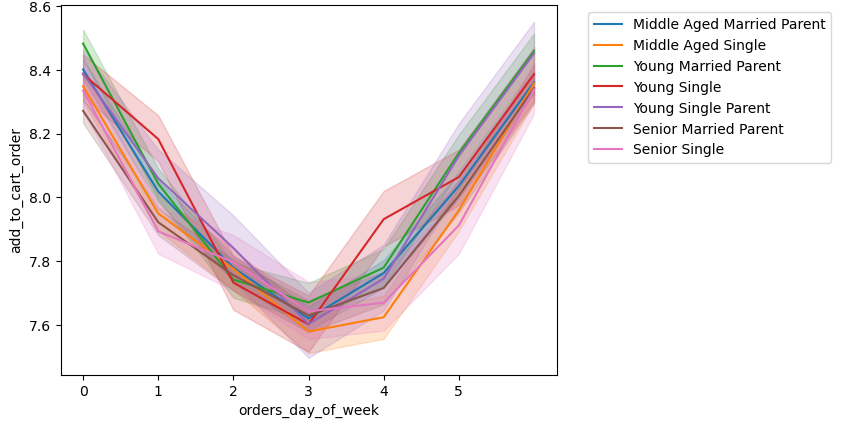 8.6
8.4
8.2
8.0
7.8
7.6
add_to_cart_order
0 1 2 3 4 5
orders_day_of_week
Middle Aged Married Parent
Middle Aged Single
Young Married Parent
Young Single
Young Single Parent
Senior Married Parent
Senior Single